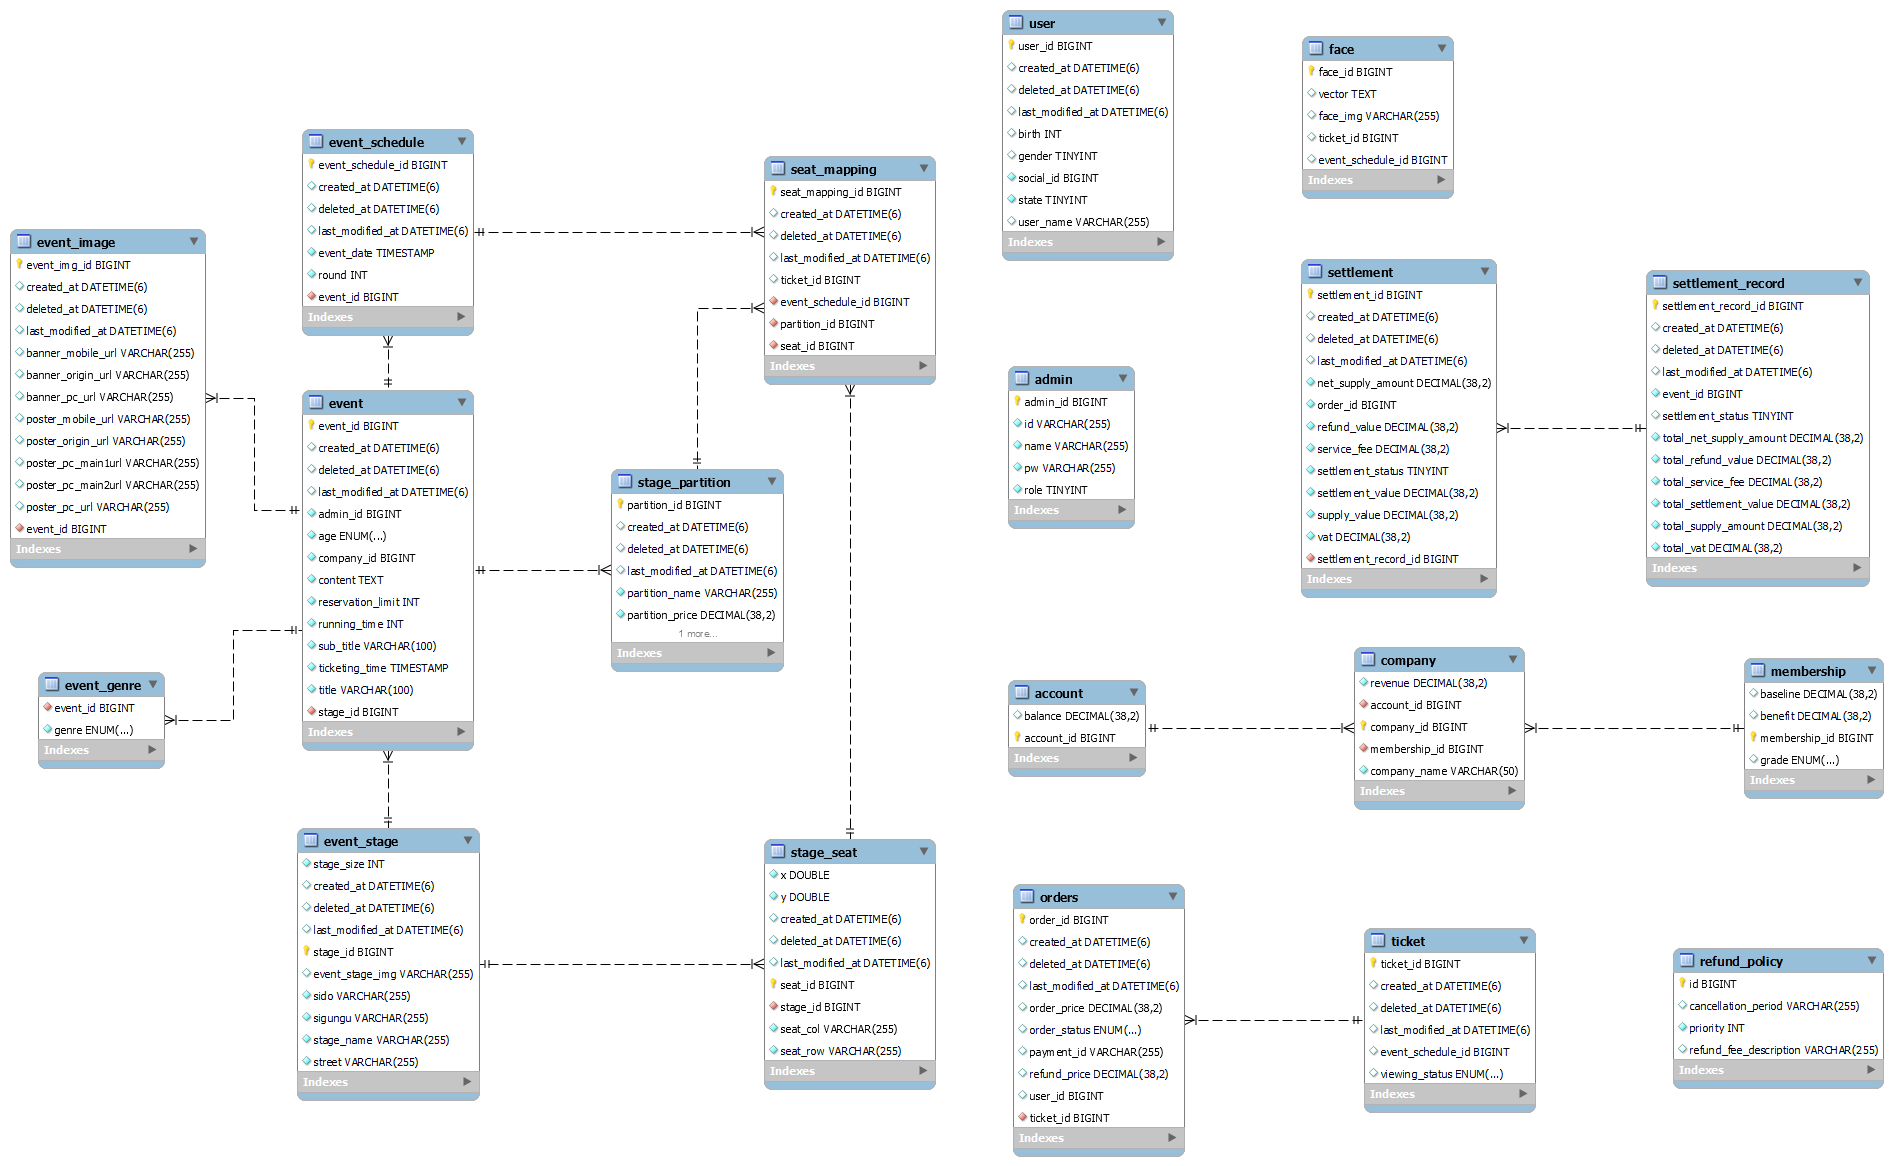 user
user_id BIGINT
created_at DATETIME(6)
deleted_at DATETIME(6)
last_modified_at DATETIME(6)
birth INT
gender TINYINT
social_id BIGINT
state TINYINT
user_name VARCHAR(255)
Indexes
face
face_id BIGINT
vector TEXT
face_img VARCHAR(255)
ticket_id BIGINT
event_schedule_id BIGINT
Indexes
event_schedule
event_schedule_id BIGINT
created_at DATETIME(6)
deleted_at DATETIME(6)
last_modified_at DATETIME(6)
event_date TIMESTAMP
round INT
event_id BIGINT
Indexes
seat_mapping
seat_mapping_id BIGINT
created_at DATETIME(6)
deleted_at DATETIME(6)
last_modified_at DATETIME(6)
ticket_id BIGINT
event_schedule_id BIGINT
partition_id BIGINT
seat_id BIGINT
Indexes
event_image
event_img_id BIGINT
created_at DATETIME(6)
deleted_at DATETIME(6)
last_modified_at DATETIME(6)
banner_mobile_url VARCHAR(255)
banner_origin_url VARCHAR(255)
banner_pc_url VARCHAR(255)
poster_mobile_url VARCHAR(255)
poster_origin_url VARCHAR(255)
poster_pc_main1url VARCHAR(255)
poster_pc_main2url VARCHAR(255)
poster_pc_url VARCHAR(255)
event_id BIGINT
Indexes
settlement
settlement_id BIGINT
created_at DATETIME(6)
deleted_at DATETIME(6)
last_modified_at DATETIME(6)
net_supply_amount DECIMAL(38,2)
order_id BIGINT
refund_value DECIMAL(38,2)
service_fee DECIMAL(38,2)
settlement_status TINYINT
settlement_value DECIMAL(38,2)
supply_value DECIMAL(38,2)
vat DECIMAL(38,2)
settlement_record_id BIGINT
Indexes
settlement_record
settlement_record_id BIGINT
created_at DATETIME(6)
deleted_at DATETIME(6)
last_modified_at DATETIME(6)
event_id BIGINT
settlement_status TINYINT
total_net_supply_amount DECIMAL(38,2)
total_refund_value DECIMAL(38,2)
total_service_fee DECIMAL(38,2)
total_settlement_value DECIMAL(38,2)
total_supply_amount DECIMAL(38,2)
total_vat DECIMAL(38,2)
Indexes
admin
admin_id BIGINT
id VARCHAR(255)
name VARCHAR(255)
pw VARCHAR(255)
role TINYINT
Indexes
event
event_id BIGINT
created_at DATETIME(6)
deleted_at DATETIME(6)
last_modified_at DATETIME(6)
admin_id BIGINT
age ENUM(...)
company_id BIGINT
content TEXT
reservation_limit INT
running_time INT
sub_title VARCHAR(100)
ticketing_time TIMESTAMP
title VARCHAR(100)
stage_id BIGINT
Indexes
stage_partition
partition_id BIGINT
created_at DATETIME(6)
deleted_at DATETIME(6)
last_modified_at DATETIME(6)
partition_name VARCHAR(255)
partition_price DECIMAL(38,2)
1 more...
Indexes
event_genre
event_id BIGINT
genre ENUM(...)
Indexes
account
balance DECIMAL(38,2)
account_id BIGINT
Indexes
company
revenue DECIMAL(38,2)
account_id BIGINT
company_id BIGINT
membership_id BIGINT
company_name VARCHAR(50)
Indexes
membership
baseline DECIMAL(38,2)
benefit DECIMAL(38,2)
membership_id BIGINT
grade ENUM(...)
Indexes
event_stage
stage_size INT
created_at DATETIME(6)
deleted_at DATETIME(6)
last_modified_at DATETIME(6)
stage_id BIGINT
event_stage_img VARCHAR(255)
sido VARCHAR(255)
sigungu VARCHAR(255)
stage_name VARCHAR(255)
street VARCHAR(255)
Indexes
stage_seat
x DOUBLE
y DOUBLE
created_at DATETIME(6)
deleted_at DATETIME(6)
last_modified_at DATETIME(6)
seat_id BIGINT
stage_id BIGINT
seat_col VARCHAR(255)
seat_row VARCHAR(255)
Indexes
orders
order_id BIGINT
created_at DATETIME(6)
deleted_at DATETIME(6)
last_modified_at DATETIME(6)
order_price DECIMAL(38,2)
order_status ENUM(...)
payment_id VARCHAR(255)
refund_price DECIMAL(38,2)
user_id BIGINT
ticket_id BIGINT
Indexes
ticket
ticket_id BIGINT
created_at DATETIME(6)
deleted_at DATETIME(6)
last_modified_at DATETIME(6)
event_schedule_id BIGINT
viewing_status ENUM(...)
Indexes
refund_policy
id BIGINT
cancellation_period VARCHAR(255)
priority INT
refund_fee_description VARCHAR(255)
Indexes